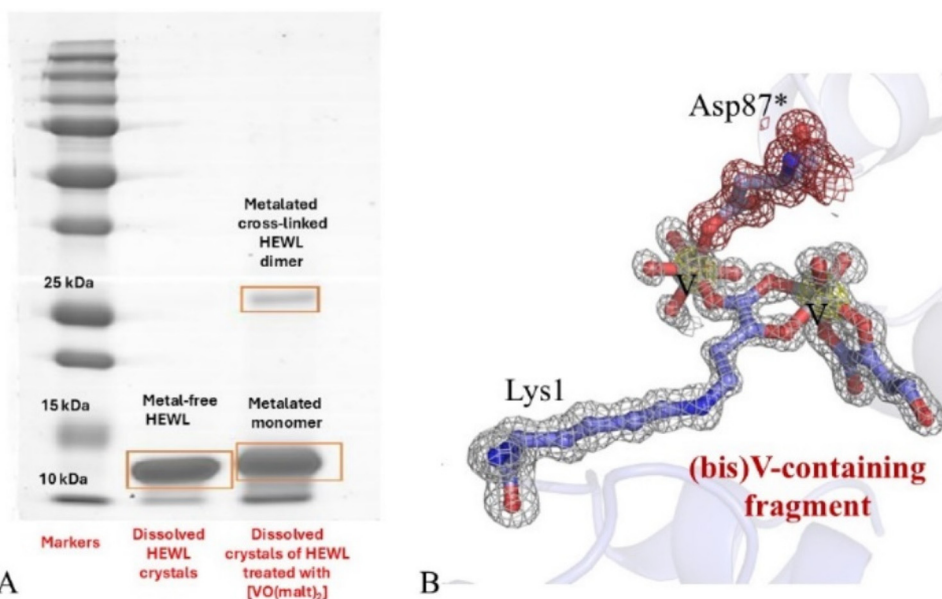 Metalated
cross-linked
HEWL
dimer
25 kDa
15 kDa
Metal-free
HEWL
Metalated
monomer
10 kDa
Markers
Dissolved
HEWL
crystals
Dissolved
crystals of HEWL
treated with
[VO(malt)₂]
A
Asp87*
V
V
Lys1
(bis)V-containing
fragment
B